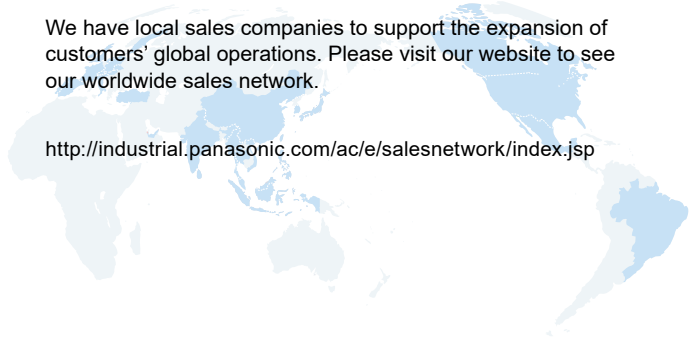 We have local sales companies to support the expansion of
customers’ global operations. Please visit our website to see
our worldwide sales network.
http://industrial.panasonic.com/ac/e/salesnetwork/index.jsp